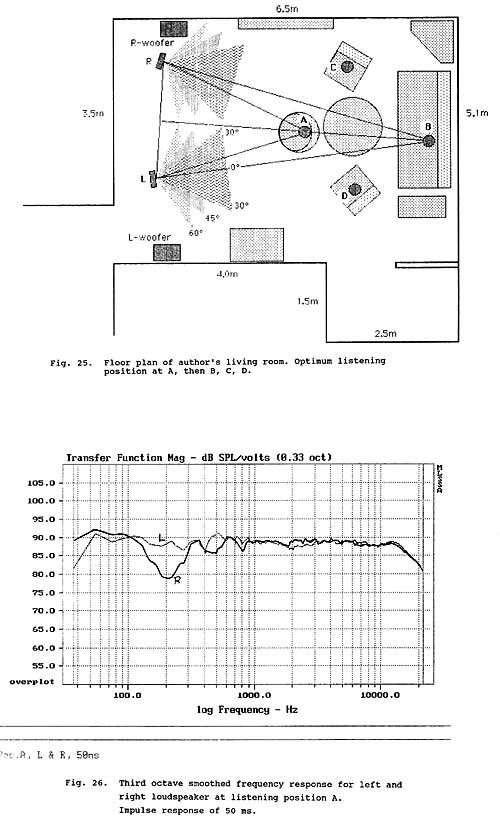 6.5m
R-woofer
R
C
3.5m
A
B
5.1m
30°
0°
L
D
30°
45°
60°
L-woofer
4.0m
1.5m
2.5m
Fig. 25. Floor plan of author's living room. Optimum listening
position at A, then B, C, D.
Transfer Function Mag - dB SPL/volts (0.33 oct)
MLSSA
105.0
100.0
95.0
90.0
L
85.0
80.0
R
75.0
70.0
65.0
60.0
55.0
overplot
100.0 1000.0 10000.0
log Frequency - Hz
Pos.A, L & R, 50ms
Fig. 26. Third octave smoothed frequency response for left and
right loudspeaker at listening position A.
Impulse response of 50 ms.